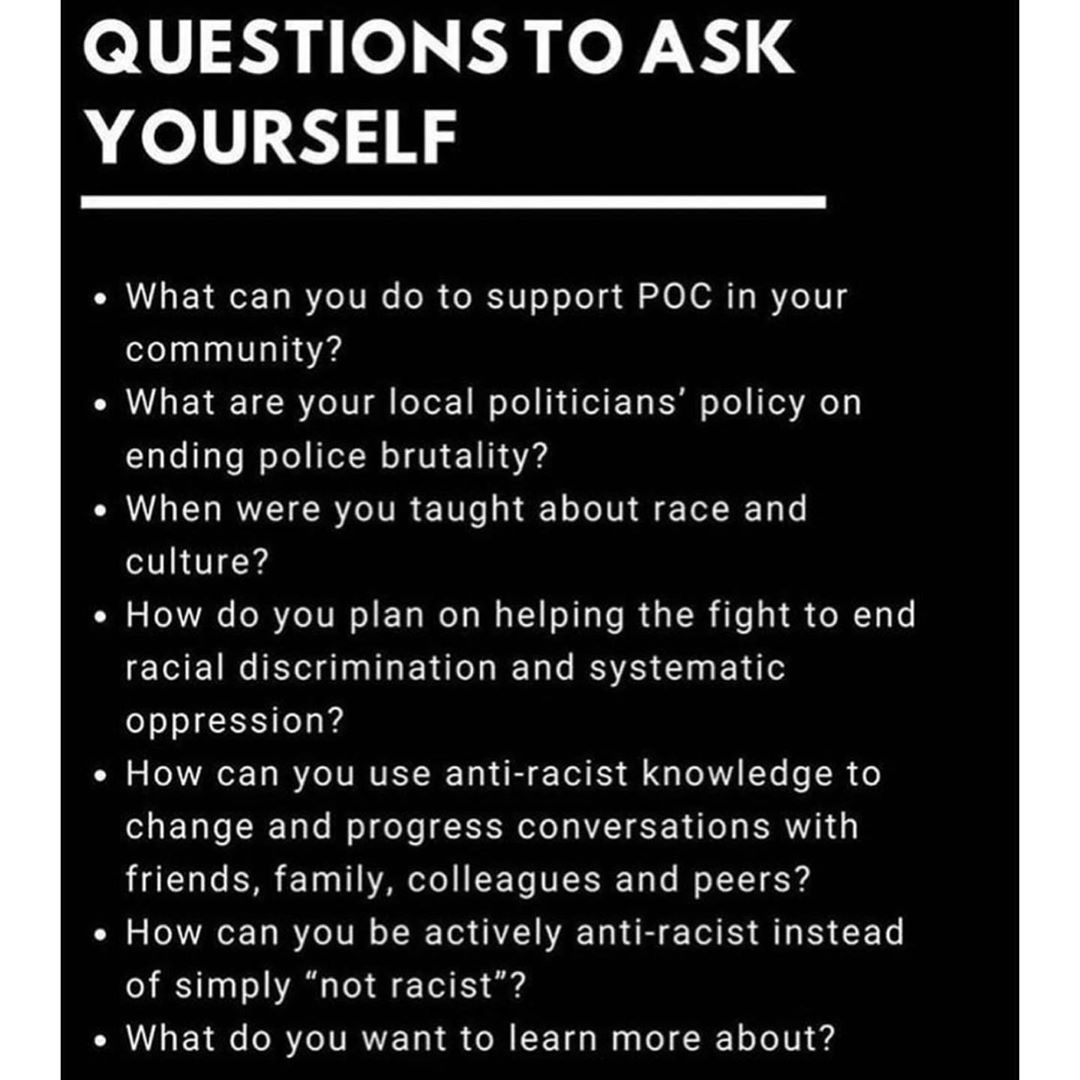 QUESTIONS TO ASK
YOURSELF
• What can you do to support POC in your
community?
• What are your local politicians’ policy on
ending police brutality?
• When were you taught about race and
culture?
• How do you plan on helping the fight to end
racial discrimination and systematic
oppression?
• How can you use anti-racist knowledge to
change and progress conversations with
friends, family, colleagues and peers?
• How can you be actively anti-racist instead
of simply “not racist”?
• What do you want to learn more about?